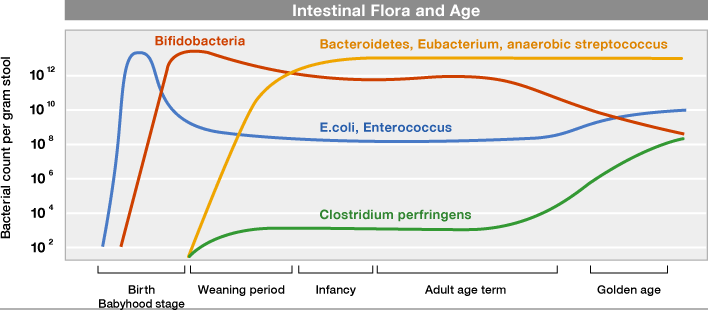 Intestinal Flora and Age
Bacterial count per gram stool
10 12
10 10
10 8
10 6
10 4
10 2
Bifidobacteria
Bacteroidetes, Eubacterium, anaerobic streptococcus
E.coli, Enterococcus
Clostridium perfringens
Birth
Babyhood stage
Weaning period
Infancy
Adult age term
Golden age